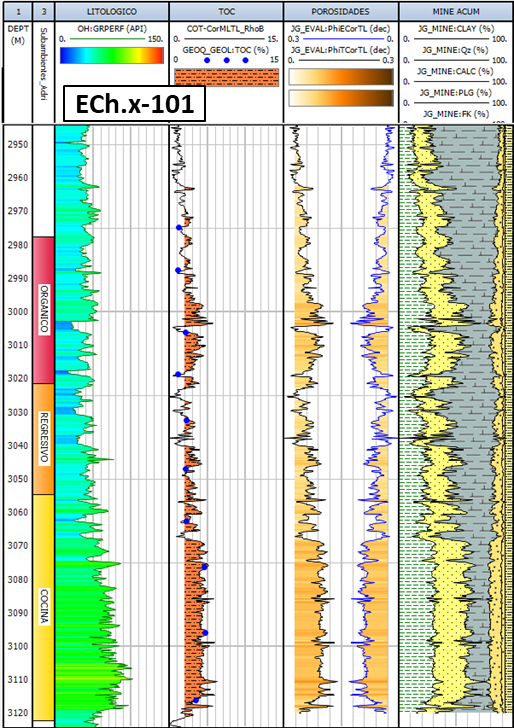 1
3
LITOLOGICO
TOC
POROSIDADES
MINE ACUM
DEPT
(M)
Subambientes_Adri
OH:GRPERF (API)
0. 150.
COT-CorMLTL_RhoB
0. 15.
GEOQ_GEOL:TOC (%)
0 15
JG_EVAL:PhiECorTL (dec)
0.3 0.
JG_EVAL:PhiTCorTL (dec)
0. 0.3
JG_MINE:CLAY (%)
0. 100.
JG_MINE:Qz (%)
0. 100.
JG_MINE:CALC (%)
0. 100.
JG_MINE:PLG (%)
0. 100.
JG_MINE:FK (%)
0. 100.
ECh.x-101
2950
2960
2970
2980
2990
3000
3010
3020
3030
3040
3050
3060
3070
3080
3090
3100
3110
3120
ORGANICO
REGRESIVO
COCINA